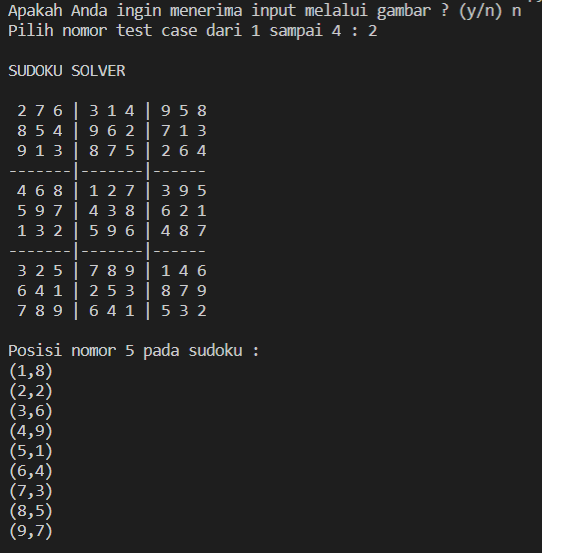 Apakah Anda ingin menerima input melalui gambar ? (y/n) n
Pilih nomor test case dari 1 sampai 4 : 2
SUDOKU SOLVER
2 7 6 | 3 1 4 | 9 5 8
8 5 4 | 9 6 2 | 7 1 3
9 1 3 | 8 7 5 | 2 6 4
-------|-------|------
4 6 8 | 1 2 7 | 3 9 5
5 9 7 | 4 3 8 | 6 2 1
1 3 2 | 5 9 6 | 4 8 7
-------|-------|------
3 2 5 | 7 8 9 | 1 4 6
6 4 1 | 2 5 3 | 8 7 9
7 8 9 | 6 4 1 | 5 3 2
Posisi nomor 5 pada sudoku :
(1,8)
(2,2)
(3,6)
(4,9)
(5,1)
(6,4)
(7,3)
(8,5)
(9,7)